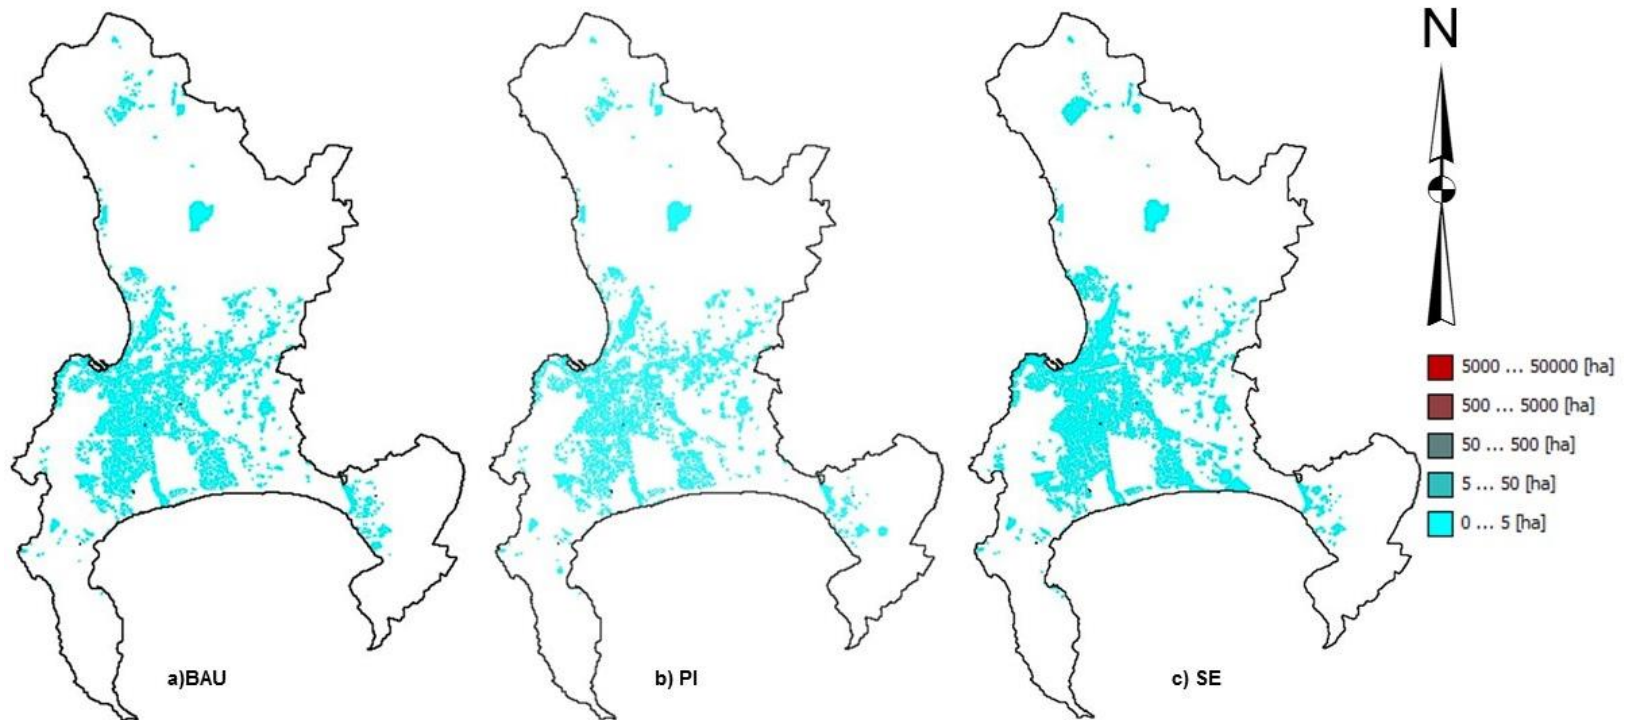 N
5000 ... 50000 [ha]
500 ... 5000 [ha]
50 ... 500 [ha]
5 ... 50 [ha]
0 ... 5 [ha]
a)BAU
b) PI
c) SE